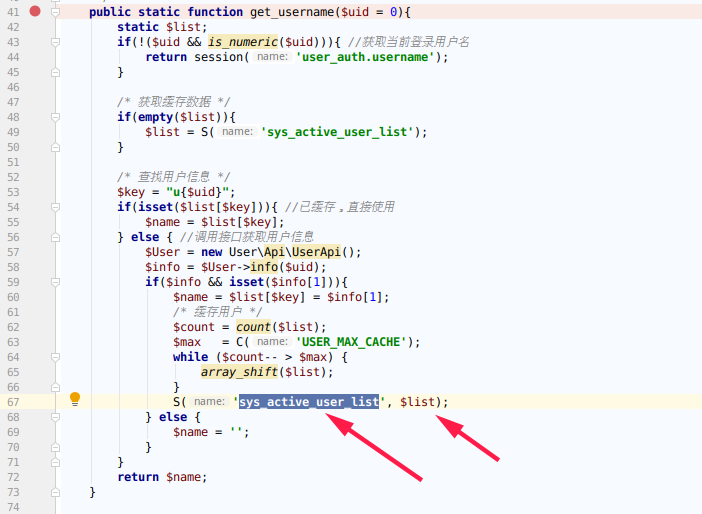 41 public static function get_username($uid = 0){
42 static $list;
43 if(!($uid && is_numeric($uid))){ //获取当前登录用户名
44 return session( name: 'user_auth.username');
45 }
46
47 /* 获取缓存数据 */
48 if(empty($list)){
49 $list = S( name: 'sys_active_user_list');
50 }
51
52 /* 查找用户信息 */
53 $key = "u{$uid}";
54 if(isset($list[$key])){ //已缓存，直接使用
55 $name = $list[$key];
56 } else { //调用接口获取用户信息
57 $User = new User\Api\UserApi();
58 $info = $User->info($uid);
59 if($info && isset($info[1])){
60 $name = $list[$key] = $info[1];
61 /* 缓存用户 */
62 $count = count($list);
63 $max = C( name: 'USER_MAX_CACHE');
64 while ($count-- > $max) {
65 array_shift($list);
66 }
67 S( name: 'sys_active_user_list', $list);
68 } else {
69 $name = '';
70 }
71 }
72 return $name;
73 }
74